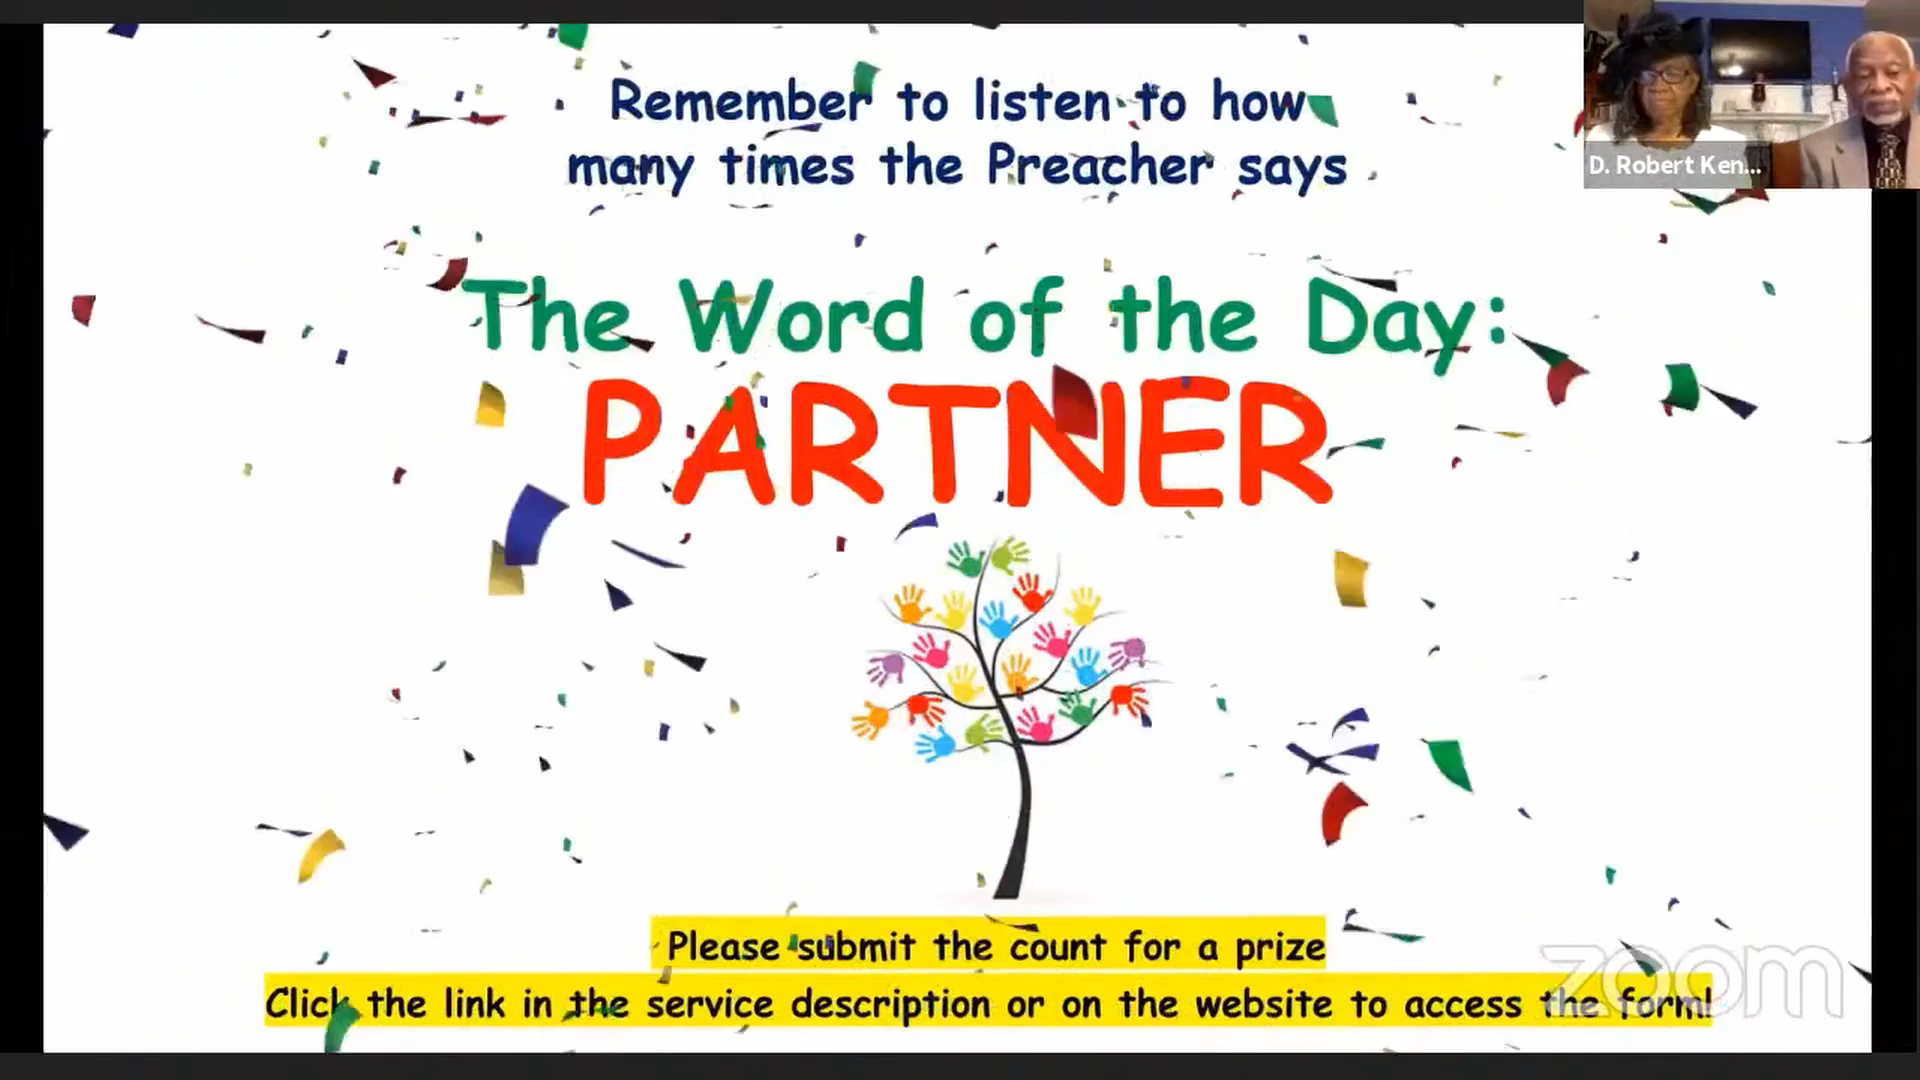 Remember to listen to how
many times the Preacher says
D. Robert Ken...
The Word of the Day:
PARTNER
Please submit the count for a prize
Click the link in the service description or on the website to access the form!
zoom